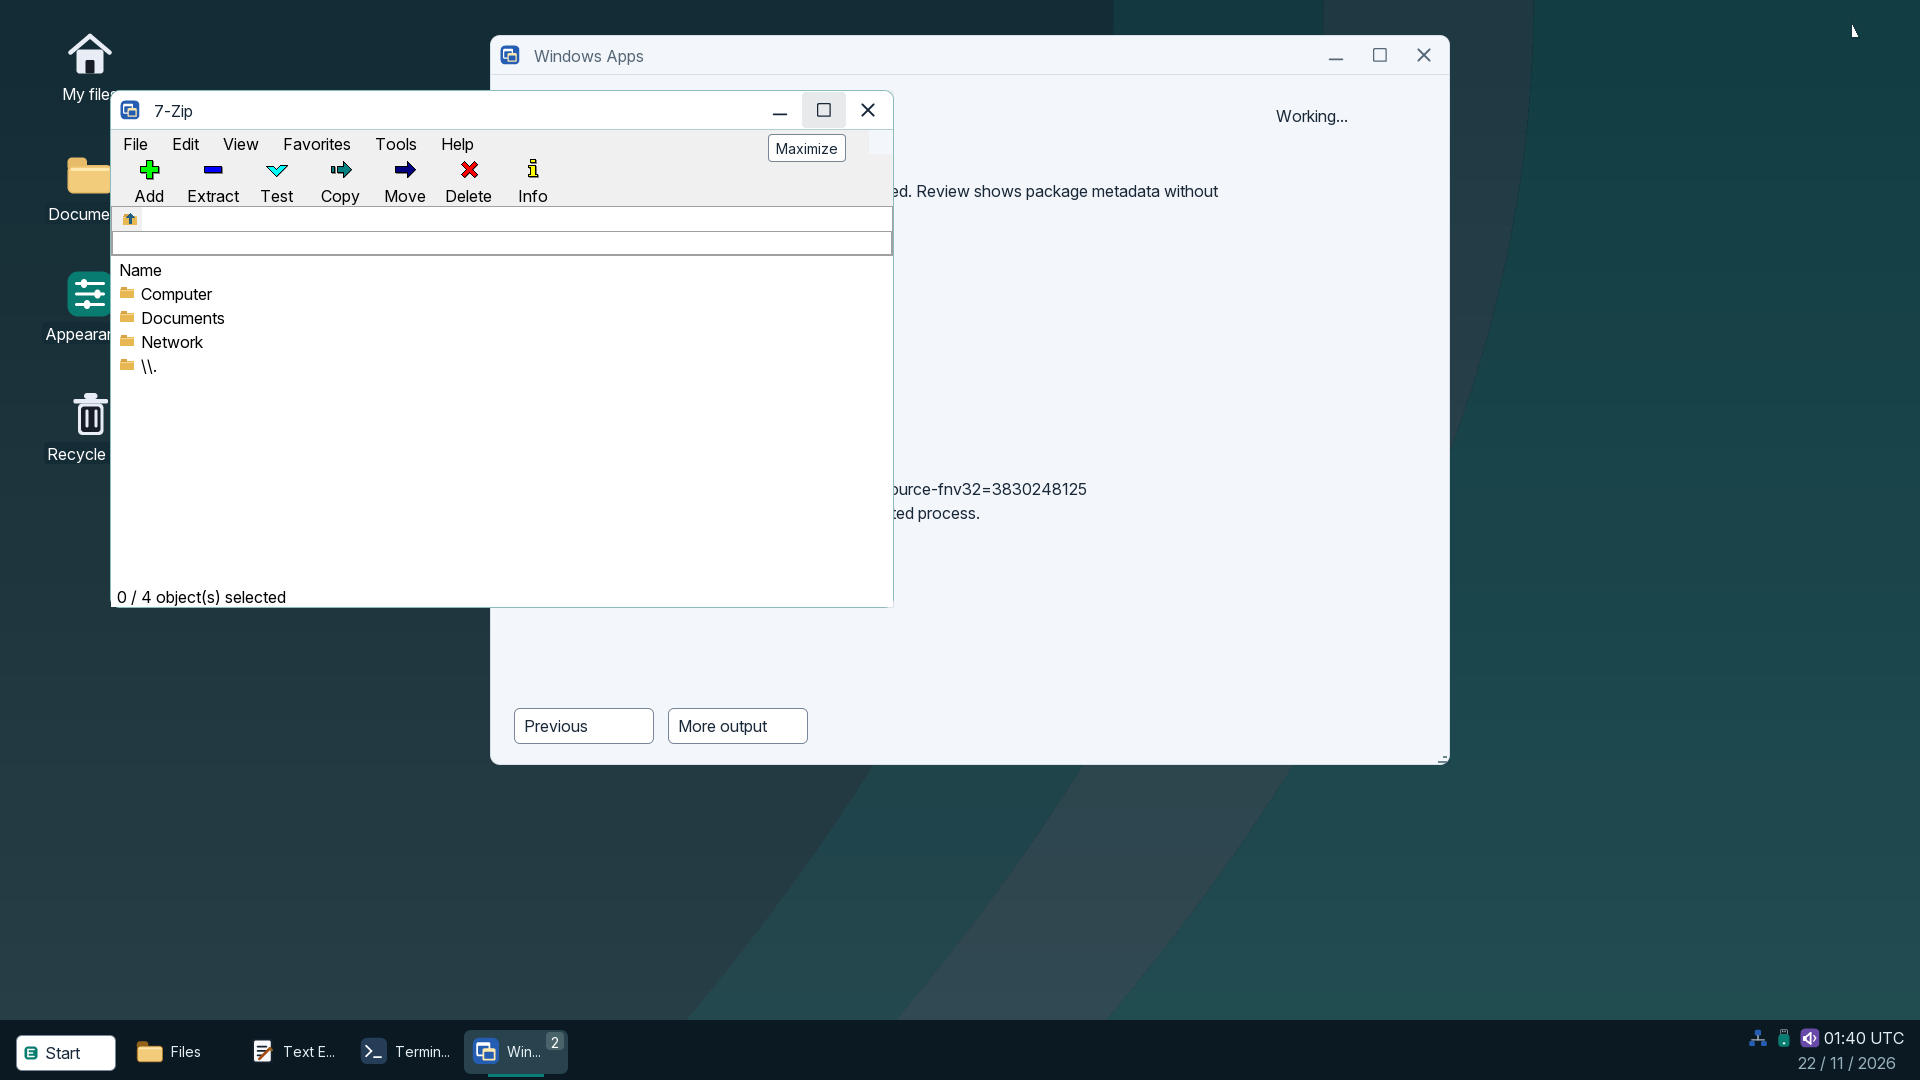 Windows Apps
My files
7-Zip
Working...
File Edit View Favorites Tools Help
Maximize
Add Extract Test Copy Move Delete Info
ed. Review shows package metadata without
Name
Computer
Documents
Network
\\.
Recycle
ource-fnv32=3830248125
ted process.
0 / 4 object(s) selected
Previous More output
Start Files Text E... Termin... Win... 2
01:40 UTC
22 / 11 / 2026